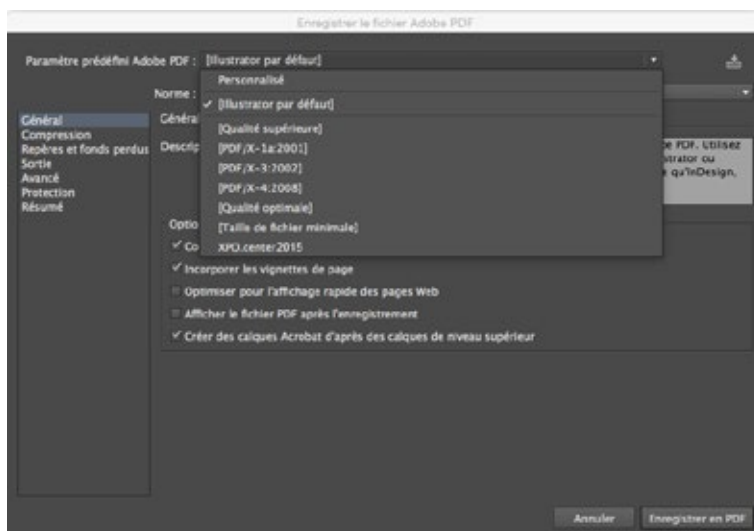 Enregistrer le fichier Adobe PDF
Paramètre prédéfini Adobe PDF : [Illustrator par défaut]
Personnalisé
Norme :
✓ [Illustrator par défaut]
Général
Général
[Qualité supérieure]
Compression
Descrip
[PDF/X-1a:2001]
be PDF. Utilisez
Repères et fonds perdus
[PDF/X-3:2002]
strator ou
Sortie
[PDF/X-4:2008]
e qu'InDesign,
Avancé
Protection
[Qualité optimale]
Résumé
Optio
[Taille de fichier minimale]
Co
XPO.center2015
Incorporer les vignettes de page
Optimiser pour l'affichage rapide des pages Web
Afficher le fichier PDF après l'enregistrement
Créer des calques Acrobat d'après des calques de niveau supérieur
Annuler
Enregistrer en PDF